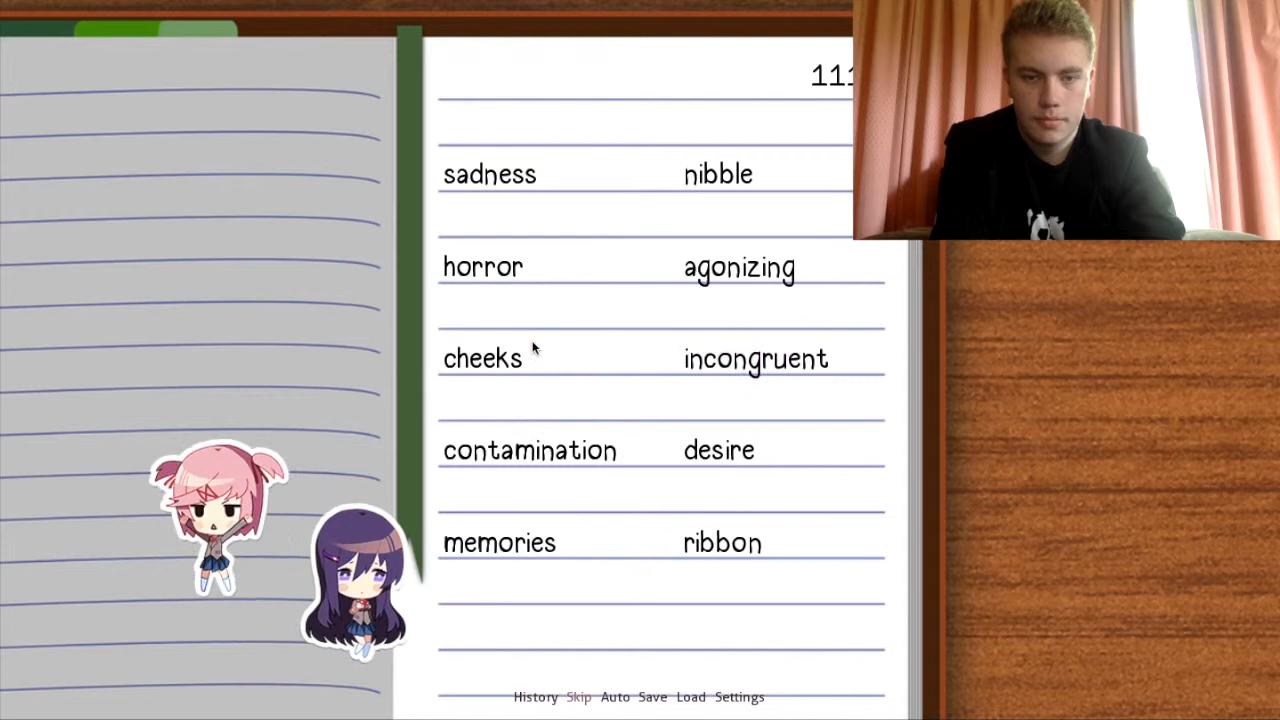 111
sadness nibble
horror agonizing
cheeks incongruent
contamination desire
memories ribbon
History Skip Auto Save Load Settings